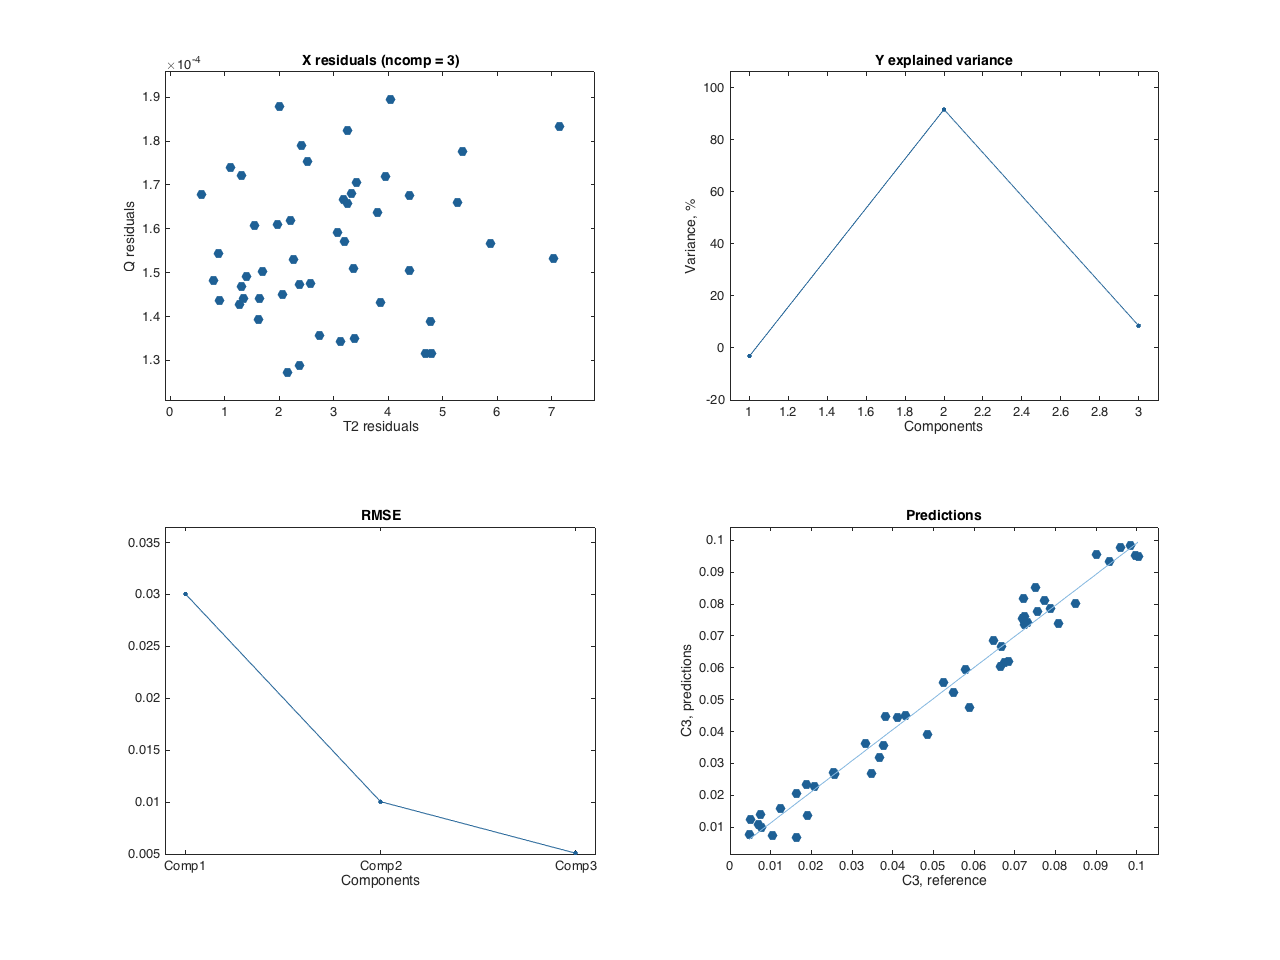 X residuals (ncomp = 3)
×10⁻⁴
1.9
1.8
1.7
1.6
1.5
1.4
1.3
Q residuals
0 1 2 3 4 5 6 7
T2 residuals
Y explained variance
100
80
60
40
20
0
-20
Variance, %
1 1.2 1.4 1.6 1.8 2 2.2 2.4 2.6 2.8 3
Components
RMSE
0.035
0.03
0.025
0.02
0.015
0.01
0.005
Comp1 Comp2 Comp3
Components
Predictions
0.1
0.09
0.08
0.07
0.06
0.05
0.04
0.03
0.02
0.01
C3, predictions
0 0.01 0.02 0.03 0.04 0.05 0.06 0.07 0.08 0.09 0.1
C3, reference